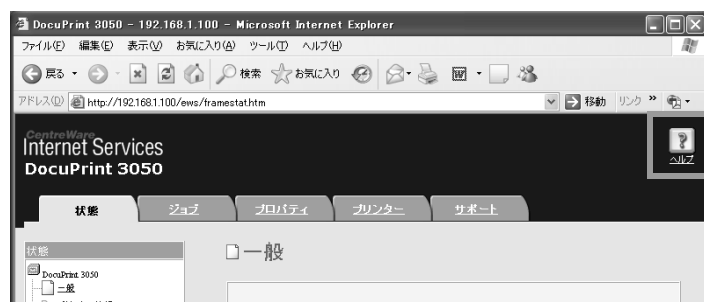 DocuPrint 3050 - 192.168.1.100 - Microsoft Internet Explorer
ファイル(F) 編集(E) 表示(V) お気に入り(A) ツール(T) ヘルプ(H)
戻る 検索 お気に入り
アドレス(D) http://192.168.1.100/ews/framestat.htm 移動 リンク »
CentreWare
Internet Services
DocuPrint 3050
ヘルプ
状態 ジョブ プロパティ プリンター サポート
状態
一般
DocuPrint 3050
一般